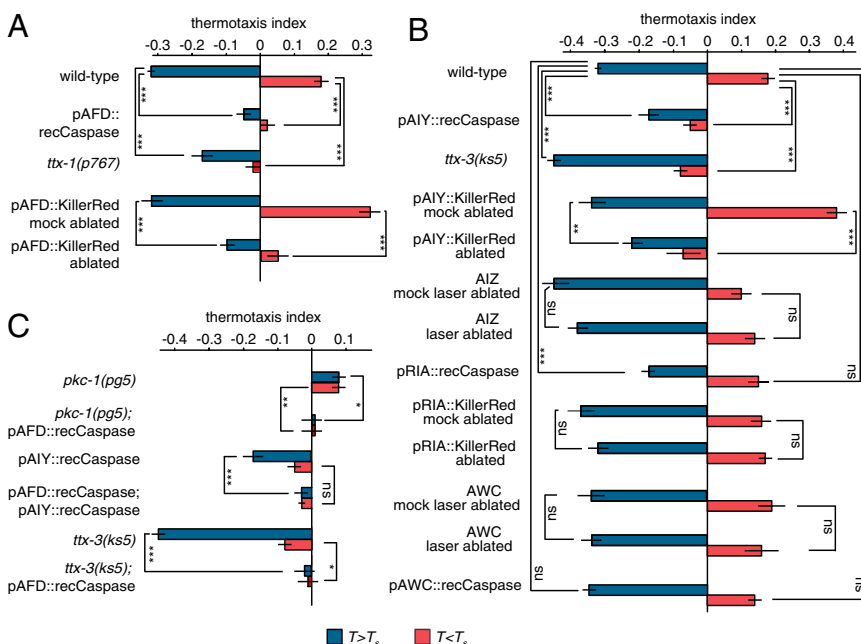 A
thermotaxis index
-0.3 -0.2 -0.1 0 0.1 0.2 0.3
wild-type
pAFD::
recCaspase
ttx-1(p767)
pAFD::KillerRed
mock ablated
pAFD::KillerRed
ablated
***
***
***
***
***
***
B
thermotaxis index
-0.4 -0.3 -0.2 -0.1 0 0.1 0.2 0.3 0.4
wild-type
pAIY::recCaspase
ttx-3(ks5)
pAIY::KillerRed
mock ablated
pAIY::KillerRed
ablated
AIZ
mock laser ablated
AIZ
laser ablated
pRIA::recCaspase
pRIA::KillerRed
mock ablated
pRIA::KillerRed
ablated
AWC
mock laser ablated
AWC
laser ablated
pAWC::recCaspase
***
***
***
***
**
***
ns
ns
***
ns
ns
ns
ns
ns
ns
ns
C
thermotaxis index
-0.4 -0.3 -0.2 -0.1 0 0.1
pkc-1(pg5)
pkc-1(pg5);
pAFD::recCaspase
pAIY::recCaspase
pAFD::recCaspase;
pAIY::recCaspase
ttx-3(ks5)
ttx-3(ks5);
pAFD::recCaspase
**
*
***
ns
***
*
T>Tc T<Tc